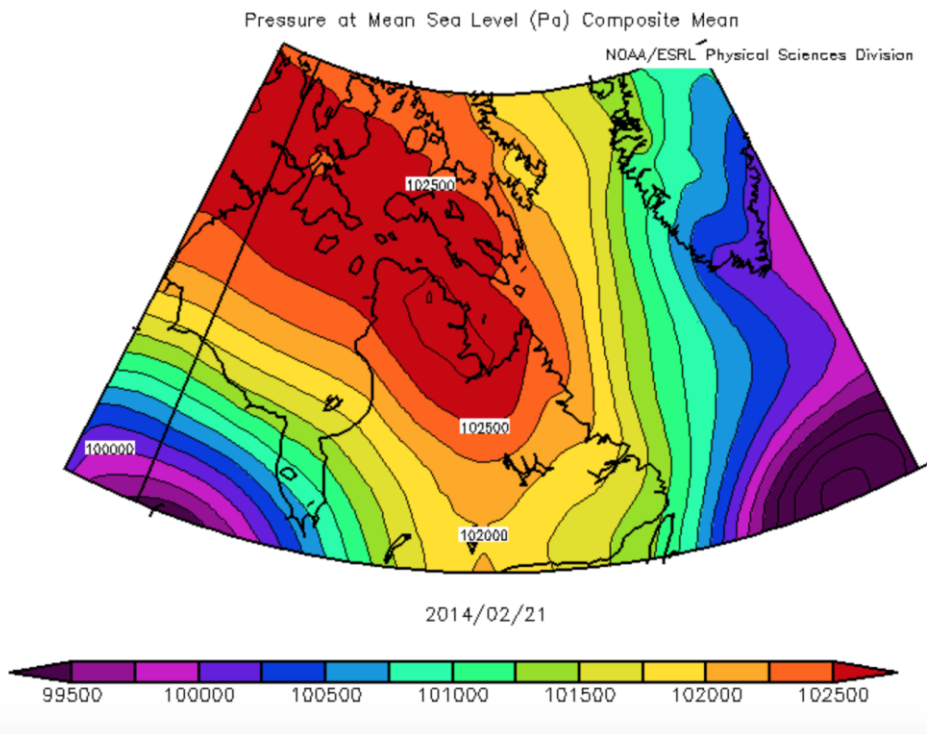 Pressure at Mean Sea Level (Pa) Composite Mean
NOAA/ESRL Physical Sciences Division
102500
102500
100000
102000
2014/02/21
99500 100000 100500 101000 101500 102000 102500